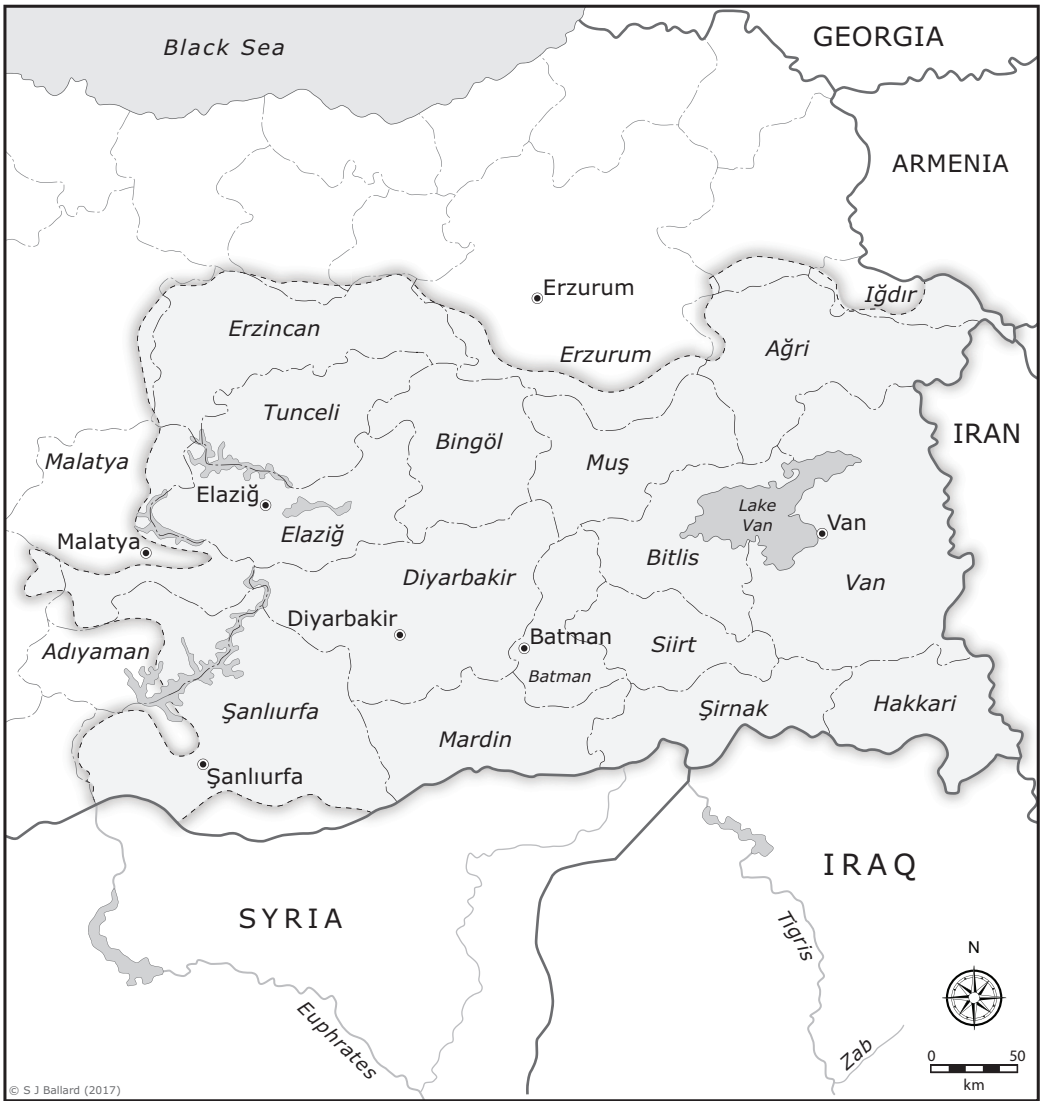 Black Sea
GEORGIA
ARMENIA
Erzurum
Iğdır
Erzincan
Erzurum
Ağri
Tunceli
Bingöl
IRAN
Malatya
Muş
Elaziğ
Lake
Van
Van
Elaziğ
Malatya
Bitlis
Diyarbakir
Van
Diyarbakir
Batman
Adıyaman
Siirt
Batman
Şanlıurfa
Şirnak
Hakkari
Mardin
Şanlıurfa
IRAQ
SYRIA
Tigris
N
Euphrates
Zab
0 50
km
© S J Ballard (2017)